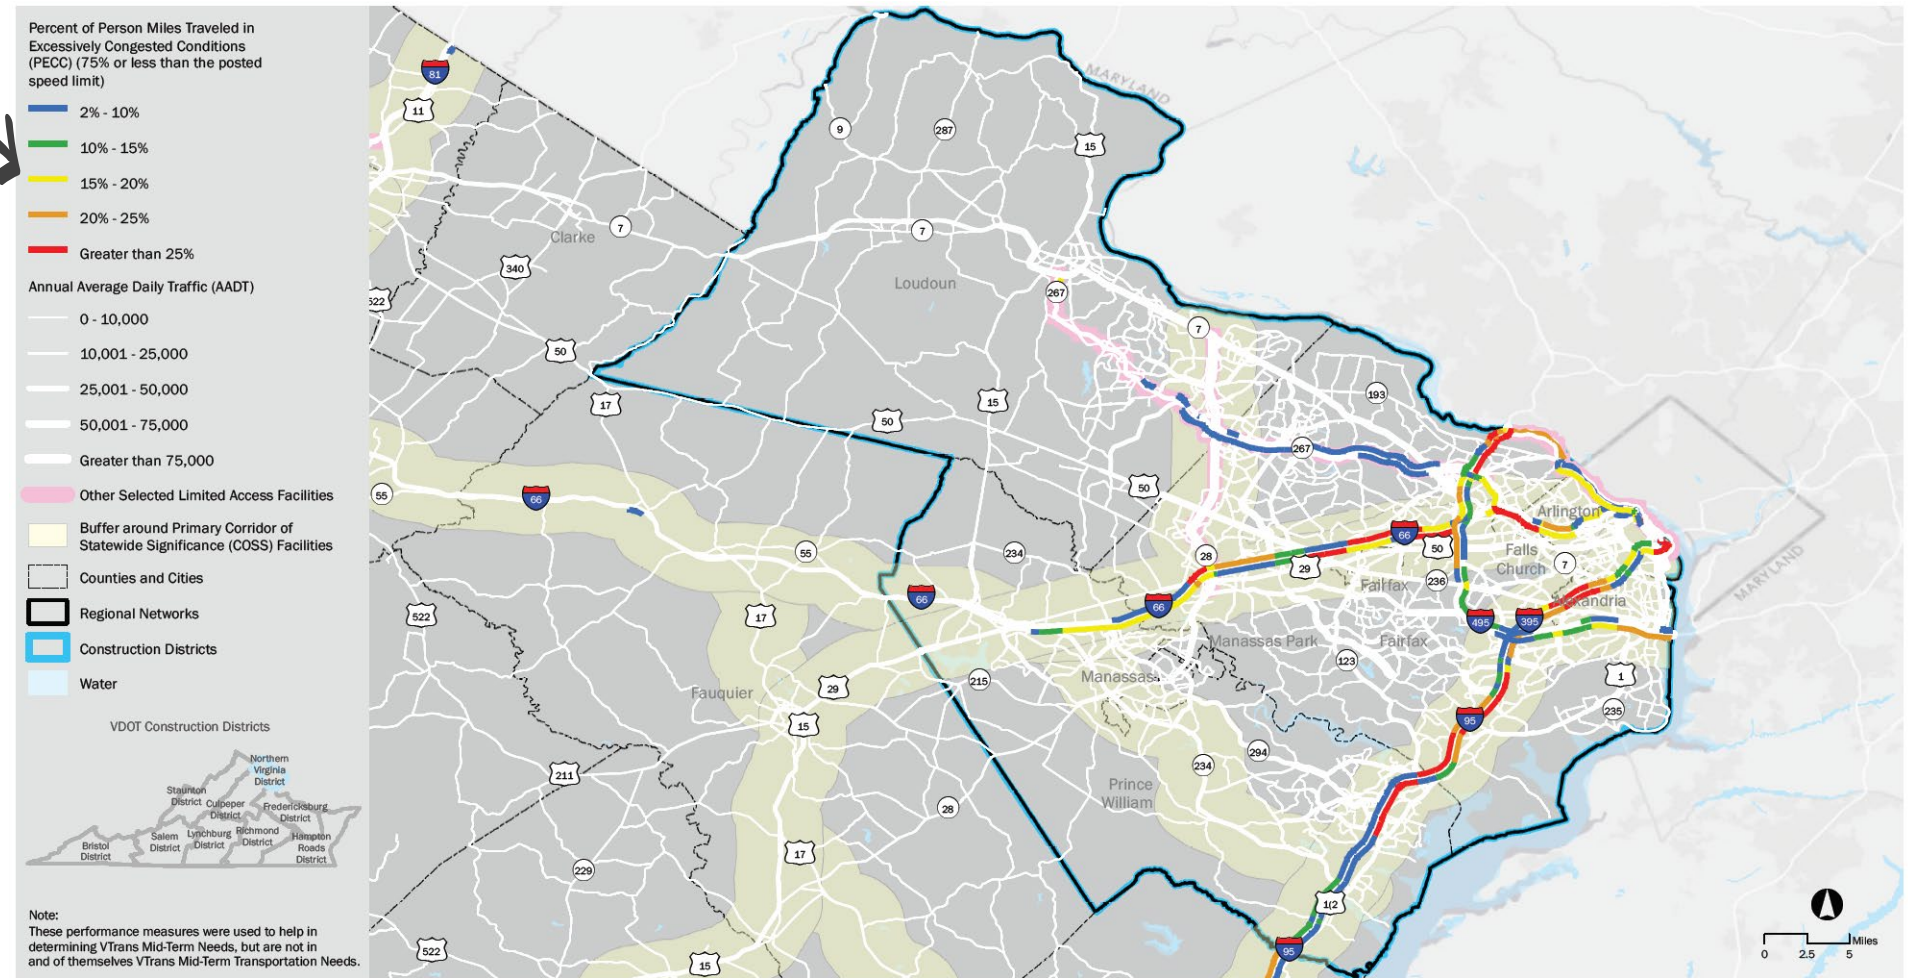 Percent of Person Miles Traveled in
Excessively Congested Conditions
(PECC) (75% or less than the posted
speed limit)
2% - 10%
10% - 15%
15% - 20%
20% - 25%
Greater than 25%
Annual Average Daily Traffic (AADT)
0 - 10,000
10,001 - 25,000
25,001 - 50,000
50,001 - 75,000
Greater than 75,000
Other Selected Limited Access Facilities
Buffer around Primary Corridor of
Statewide Significance (COSS) Facilities
Counties and Cities
Regional Networks
Construction Districts
Water
VDOT Construction Districts
Northern
Virginia
District
Staunton
District
Culpeper
District
Fredericksburg
District
Salem
District
Lynchburg
District
Richmond
District
Hampton
Roads
District
Bristol
District
Note:
These performance measures were used to help in
determining VTrans Mid-Term Needs, but are not in
and of themselves VTrans Mid-Term Transportation Needs.
81
11
MARYLAND
9
287
15
7
Clarke
7
340
Loudoun
522
267
50
7
17
15
193
50
267
55
66
50
Arlington
66
50
55
234
28
29
Falls
Church
7
Fairfax
236
66
66
522
17
495
395
Alexandria
MARYLAND
Manassas Park
Fairfax
123
215
Manassas
1
29
Fauquier
235
15
95
294
234
211
Prince
William
28
17
229
1(2
522
15
95
0
2.5
5
Miles